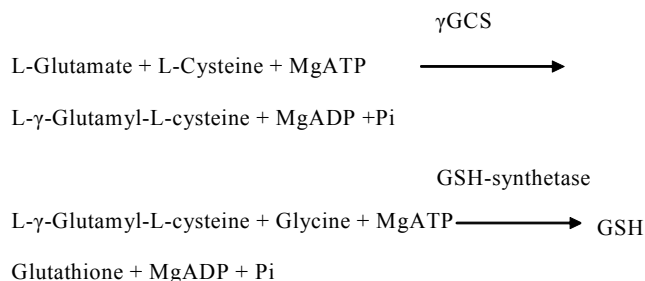 γGCS
L-Glutamate + L-Cysteine + MgATP
L-γ-Glutamyl-L-cysteine + MgADP +Pi
GSH-synthetase
L-γ-Glutamyl-L-cysteine + Glycine + MgATP GSH
Glutathione + MgADP + Pi